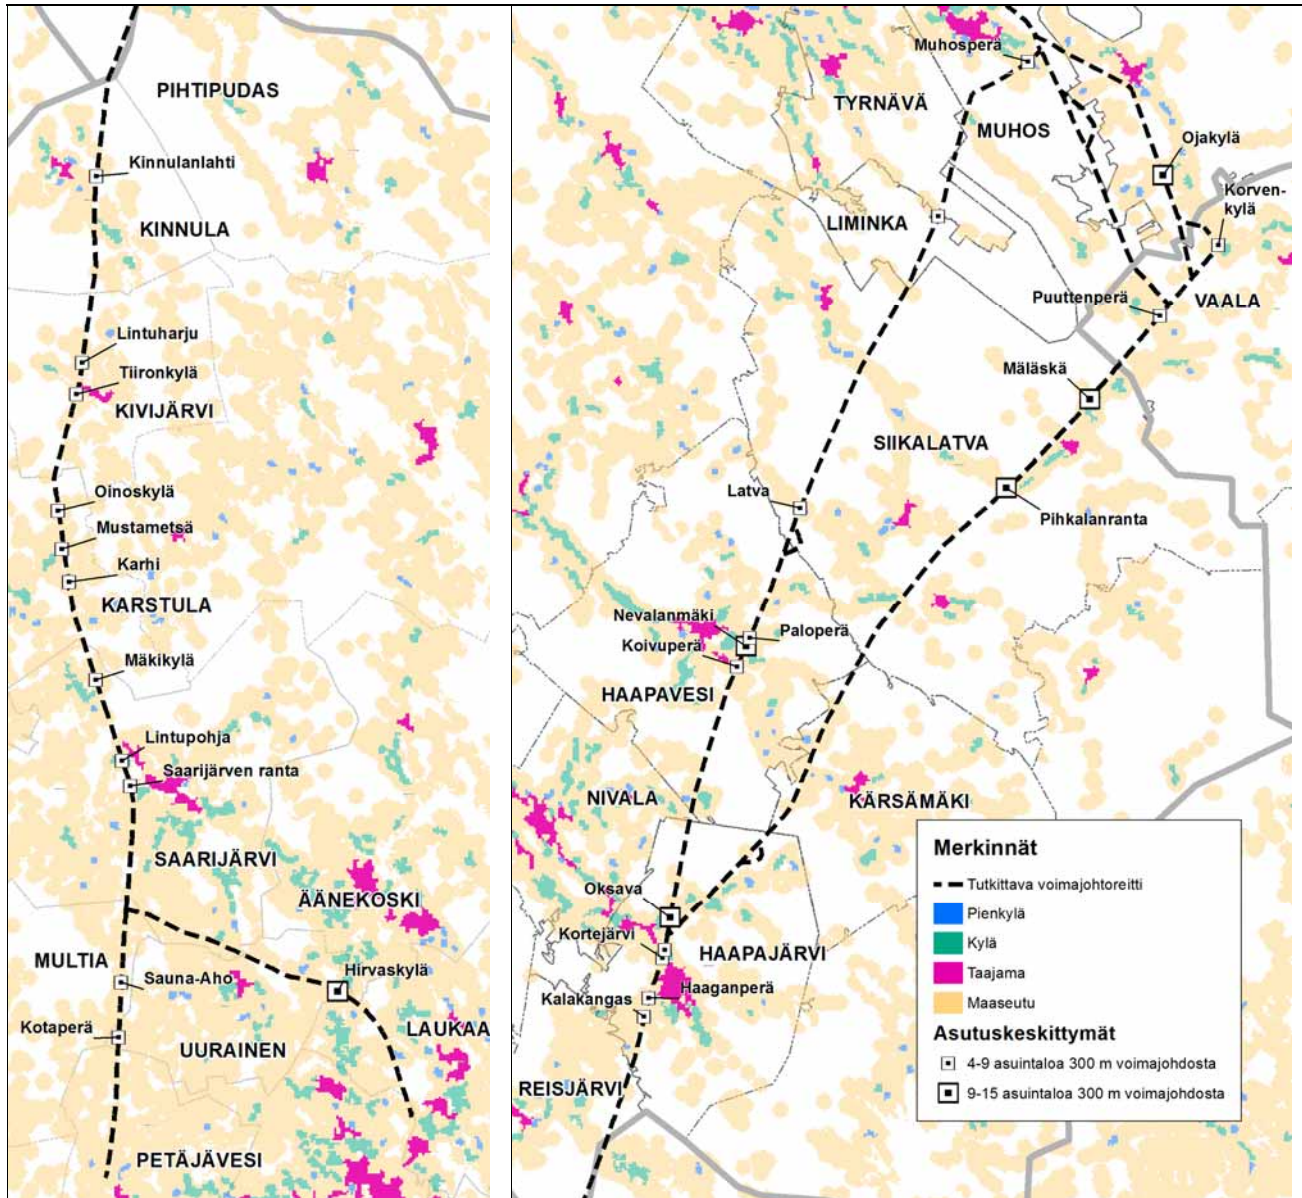 PIHTIPUDAS
Kinnulanlahti
KINNULA
Lintuharju
Tiironkylä
KIVIJÄRVI
Oinoskylä
Mustametsä
Karhi
KARSTULA
Mäkikylä
Lintupohja
Saarijärven ranta
SAARIJÄRVI
ÄÄNEKOSKI
MULTIA
Sauna-Aho
Hirvaskylä
Kotaperä
LAUKAA
UURAINEN
PETÄJÄVESI
Muhosperä
TYRNÄVÄ
MUHOS
Ojakylä
Korven-
kylä
LIMINKA
Puuttenperä
VAALA
Mäläskä
SIIKALATVA
Latva
Pihkalanranta
Nevalanmäki
Paloperä
Koivuperä
HAAPAVESI
NIVALA
KÄRSÄMÄKI
Oksava
Kortejärvi
HAAPAJÄRVI
Haaganperä
Kalakangas
REISJÄRVI
Merkinnät
Tutkittava voimajohtoreitti
Pienkylä
Kylä
Taajama
Maaseutu
Asutuskeskittymät
4-9 asuintaloa 300 m voimajohdosta
9-15 asuintaloa 300 m voimajohdosta